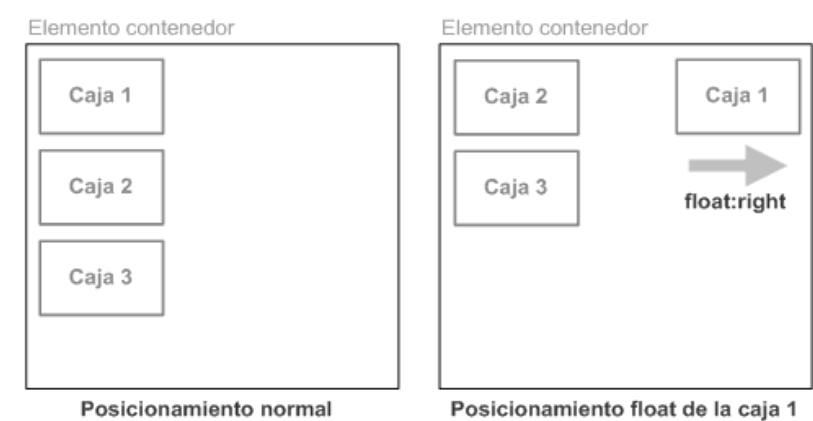 Elemento contenedor
Caja 1
Caja 2
Caja 3
Posicionamiento normal
Elemento contenedor
Caja 2
Caja 1
Caja 3
float:right
Posicionamiento float de la caja 1